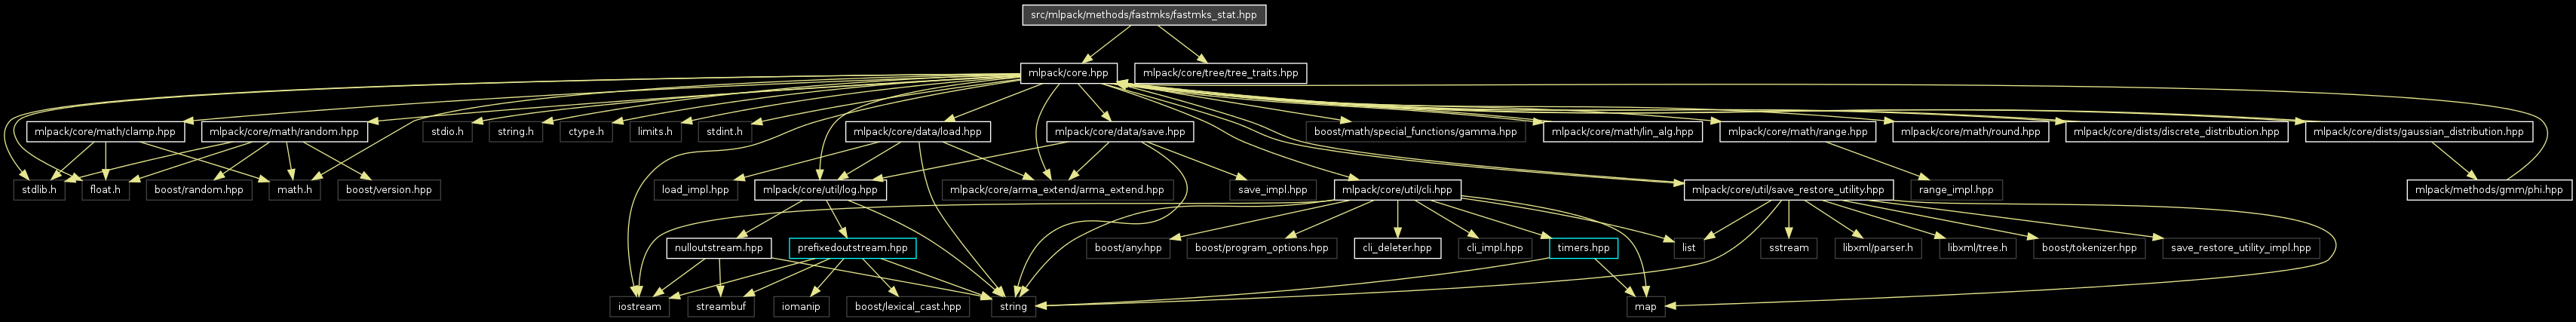 src/mlpack/methods/fastmks/fastmks_stat.hpp
mlpack/core.hpp
mlpack/core/tree/tree_traits.hpp
mlpack/core/math/clamp.hpp
mlpack/core/math/random.hpp
stdio.h
string.h
ctype.h
limits.h
stdint.h
mlpack/core/data/load.hpp
mlpack/core/data/save.hpp
boost/math/special_functions/gamma.hpp
mlpack/core/math/lin_alg.hpp
mlpack/core/math/range.hpp
mlpack/core/math/round.hpp
mlpack/core/dists/discrete_distribution.hpp
mlpack/core/dists/gaussian_distribution.hpp
stdlib.h
float.h
boost/random.hpp
math.h
boost/version.hpp
load_impl.hpp
mlpack/core/util/log.hpp
mlpack/core/arma_extend/arma_extend.hpp
save_impl.hpp
mlpack/core/util/cli.hpp
mlpack/core/util/save_restore_utility.hpp
range_impl.hpp
mlpack/methods/gmm/phi.hpp
nulloutstream.hpp
prefixedoutstream.hpp
boost/any.hpp
boost/program_options.hpp
cli_deleter.hpp
cli_impl.hpp
timers.hpp
list
sstream
libxml/parser.h
libxml/tree.h
boost/tokenizer.hpp
save_restore_utility_impl.hpp
iostream
streambuf
iomanip
boost/lexical_cast.hpp
string
map